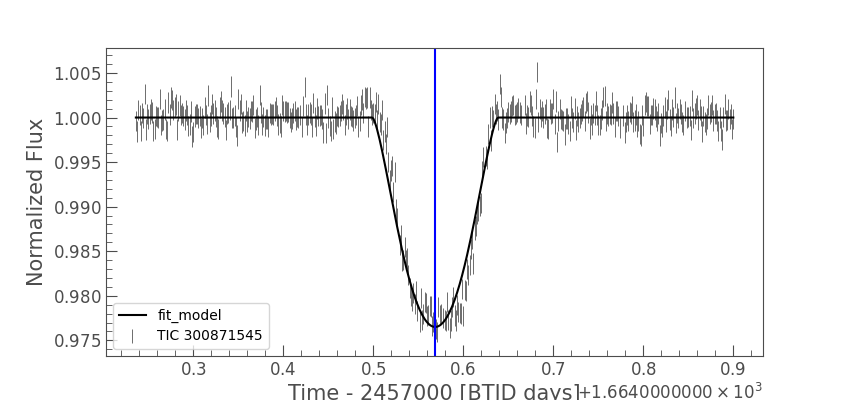 Normalized Flux
1.005
1.000
0.995
0.990
0.985
0.980
0.975
fit_model
TIC 300871545
0.3 0.4 0.5 0.6 0.7 0.8 0.9
Time - 2457000 [BTJD days]
+1.6640000000 × 10³